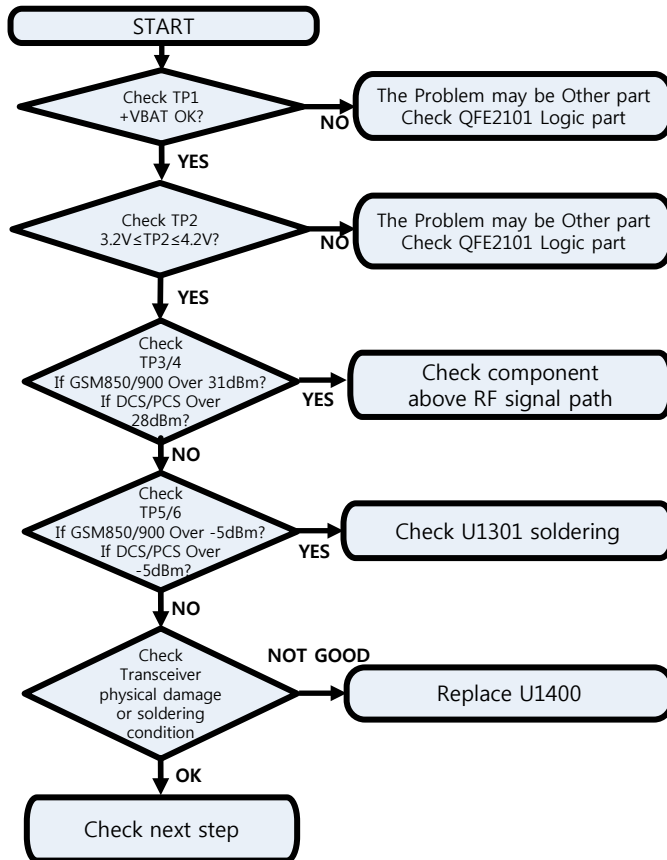 START
Check TP1
+VBAT OK?
NO
The Problem may be Other part
Check QFE2101 Logic part
YES
Check TP2
3.2V≤TP2≤4.2V?
NO
The Problem may be Other part
Check QFE2101 Logic part
YES
Check
TP3/4
If GSM850/900 Over 31dBm?
If DCS/PCS Over
28dBm?
YES
Check component
above RF signal path
NO
Check
TP5/6
If GSM850/900 Over -5dBm?
If DCS/PCS Over
-5dBm?
YES
Check U1301 soldering
NO
Check
Transceiver
physical damage
or soldering
condition
NOT GOOD
Replace U1400
OK
Check next step